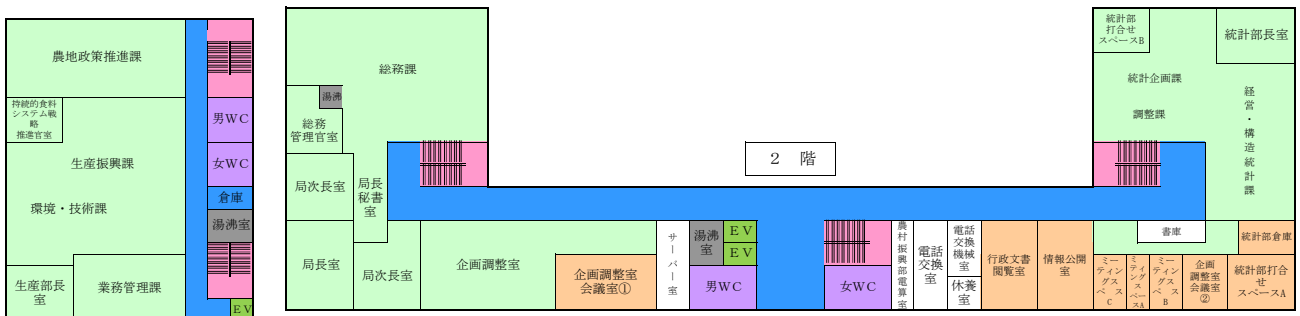 農地政策推進課
持続的食料
システム戦
略
推進官室
男WC
生産振興課
女WC
倉庫
環境・技術課
湯沸室
生産部長
室
業務管理課
EV
総務課
湯沸
総務
管理官室
局次長室
局長
秘書
室
2 階
統計部
打合せ
スペースB
統計部長室
統計企画課
調整課
経営・構造統計課
局長室
局次長室
企画調整室
企画調整室
会議室①
サーバー室
湯沸
室
EV
EV
男WC
女WC
農村振興部電算室
電話
交換
室
電話
交換
機械
室
休養
室
行政文書
閲覧室
情報公開
室
書庫
統計部倉庫
ミー
ティング
スペース
C
ミーティングスペースA
ミー
ティング
スペース
B
企画
調整室
会議室
②
統計部打合
せ
スペースA